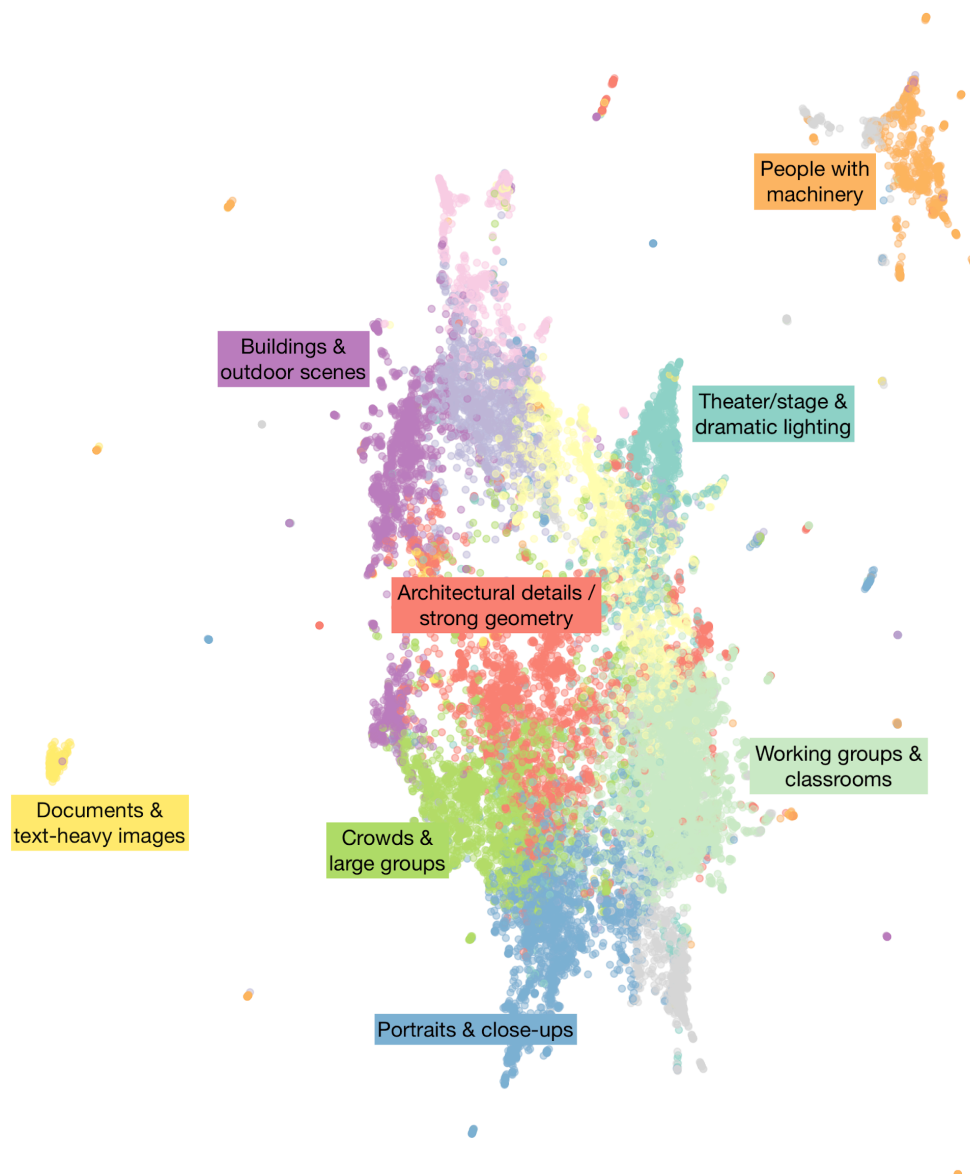 People with
machinery
Buildings &
outdoor scenes
Theater/stage &
dramatic lighting
Architectural details /
strong geometry
Working groups &
classrooms
Documents &
text-heavy images
Crowds &
large groups
Portraits & close-ups